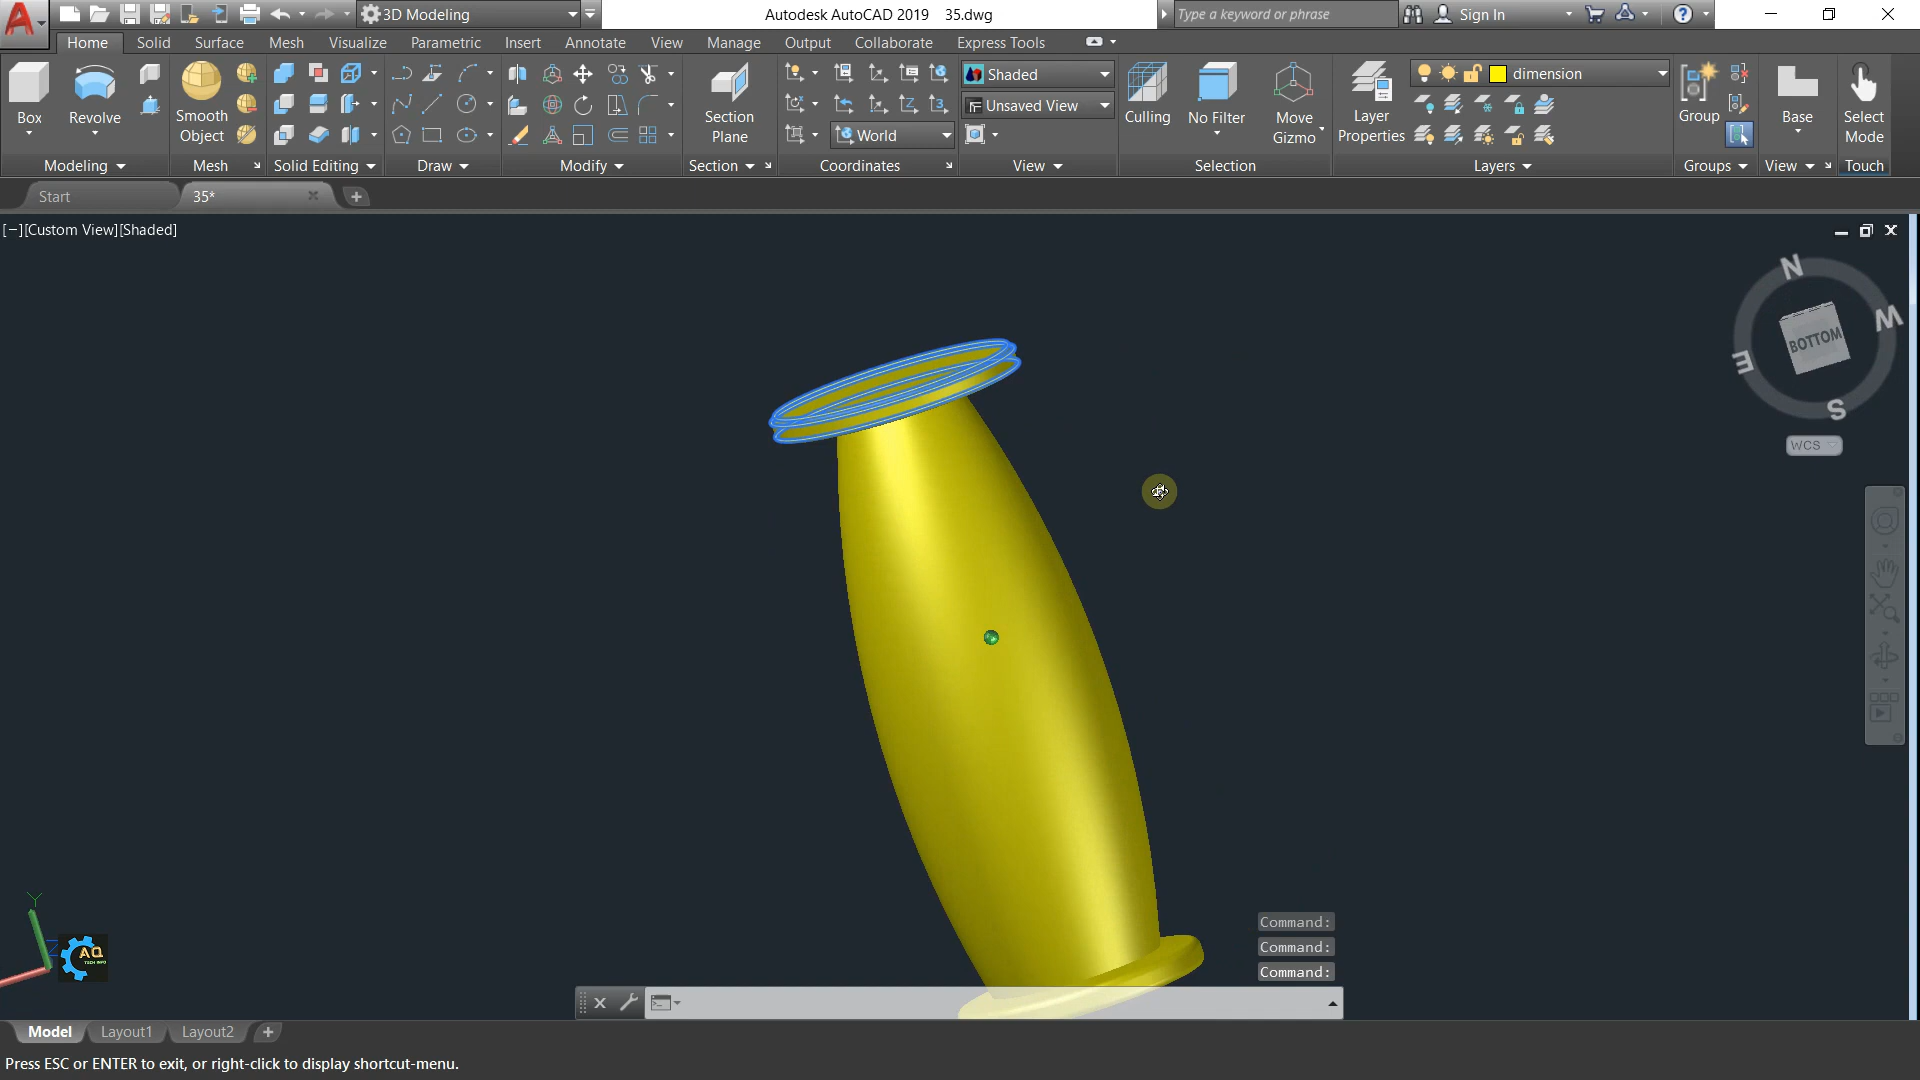 3D Modeling
Autodesk AutoCAD 2019 35.dwg
Type a keyword or phrase
Sign In
Home Solid Surface Mesh Visualize Parametric Insert Annotate View Manage Output Collaborate Express Tools
Box
Revolve
Smooth
Object
Section
Plane
Shaded
Unsaved View
World
Culling
No Filter
Move
Gizmo
Layer
Properties
dimension
Group
Base
Select
Mode
Modeling Mesh Solid Editing Draw Modify Section Coordinates View Selection Layers Groups View Touch
Start
35*
[−][Custom View][Shaded]
N
W
E
S
BOTTOM
WCS
Y
Z
AQ
TECH INFO
Command:
Command:
Command:
Model Layout1 Layout2
Press ESC or ENTER to exit, or right-click to display shortcut-menu.